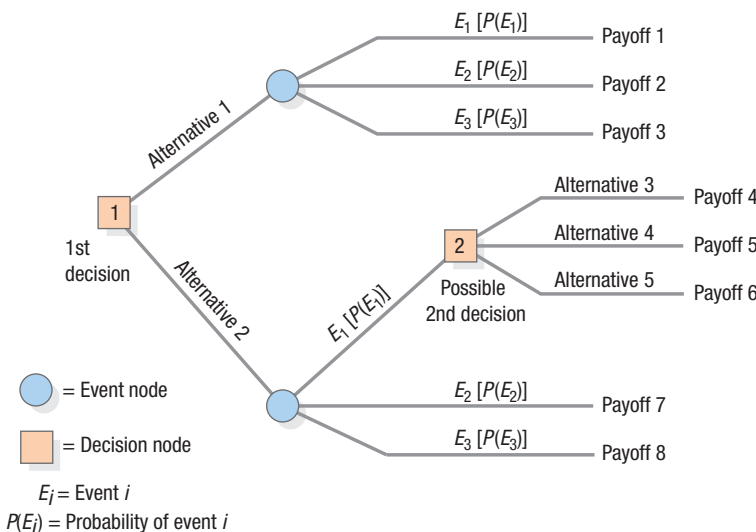 E1 [P(E1)]
Payoff 1
E2 [P(E2)]
Payoff 2
E3 [P(E3)]
Payoff 3
Alternative 1
1
1st
decision
Alternative 2
Alternative 3
Payoff 4
2
Alternative 4
Payoff 5
Alternative 5
Payoff 6
Possible
2nd decision
E1 [P(E1)]
E2 [P(E2)]
Payoff 7
E3 [P(E3)]
Payoff 8
= Event node
= Decision node
Ei = Event i
P(Ei) = Probability of event i